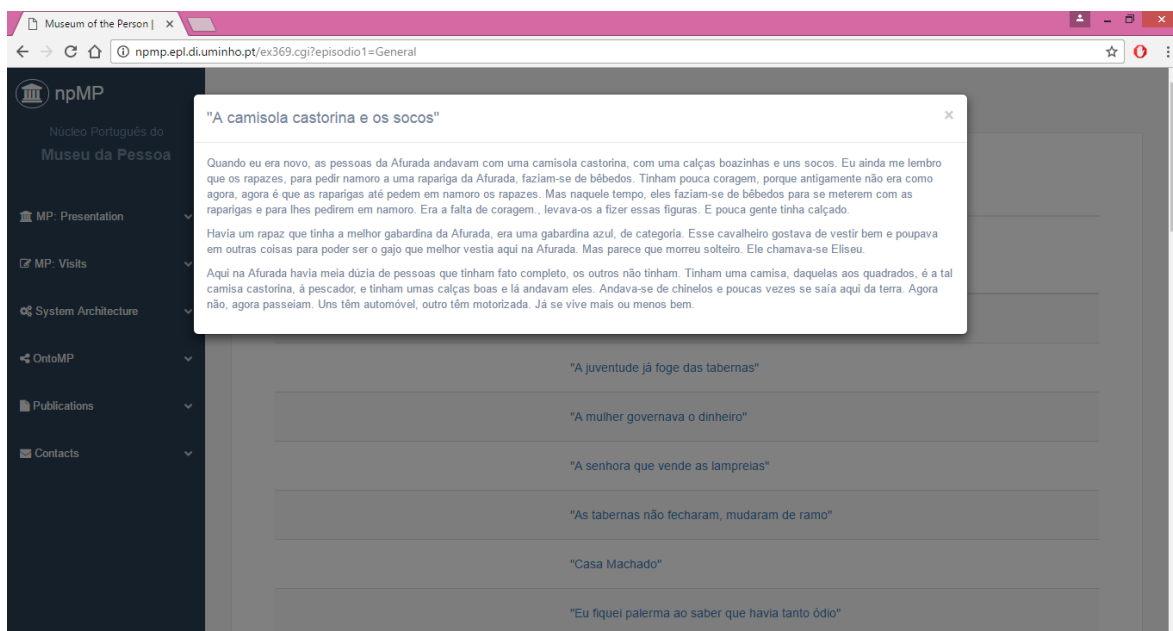 Museum of the Person |
npmp.epl.di.uminho.pt/ex369.cgi?episodio1=General
npMP
Núcleo Português do
Museu da Pessoa
MP: Presentation
MP: Visits
System Architecture
OntoMP
Publications
Contacts
"A camisola castorina e os socos"
×
Quando eu era novo, as pessoas da Afurada andavam com uma camisola castorina, com uma calças boazinhas e uns socos. Eu ainda me lembro
que os rapazes, para pedir namoro a uma rapariga da Afurada, faziam-se de bêbedos. Tinham pouca coragem, porque antigamente não era como
agora, agora é que as raparigas até pedem em namoro os rapazes. Mas naquele tempo, eles faziam-se de bêbedos para se meterem com as
raparigas e para lhes pedirem em namoro. Era a falta de coragem., levava-os a fizer essas figuras. E pouca gente tinha calçado.
Havia um rapaz que tinha a melhor gabardina da Afurada, era uma gabardina azul, de categoria. Esse cavalheiro gostava de vestir bem e poupava
em outras coisas para poder ser o gajo que melhor vestia aqui na Afurada. Mas parece que morreu solteiro. Ele chamava-se Eliseu.
Aqui na Afurada havia meia dúzia de pessoas que tinham fato completo, os outros não tinham. Tinham uma camisa, daquelas aos quadrados, é a tal
camisa castorina, à pescador, e tinham umas calças boas e lá andavam eles. Andava-se de chinelos e poucas vezes se saía aqui da terra. Agora
não, agora passeiam. Uns têm automóvel, outro têm motorizada. Já se vive mais ou menos bem.
"A juventude já foge das tabernas"
"A mulher governava o dinheiro"
"A senhora que vende as lampreias"
"As tabernas não fecharam, mudaram de ramo"
"Casa Machado"
"Eu fiquei palerma ao saber que havia tanto ódio"